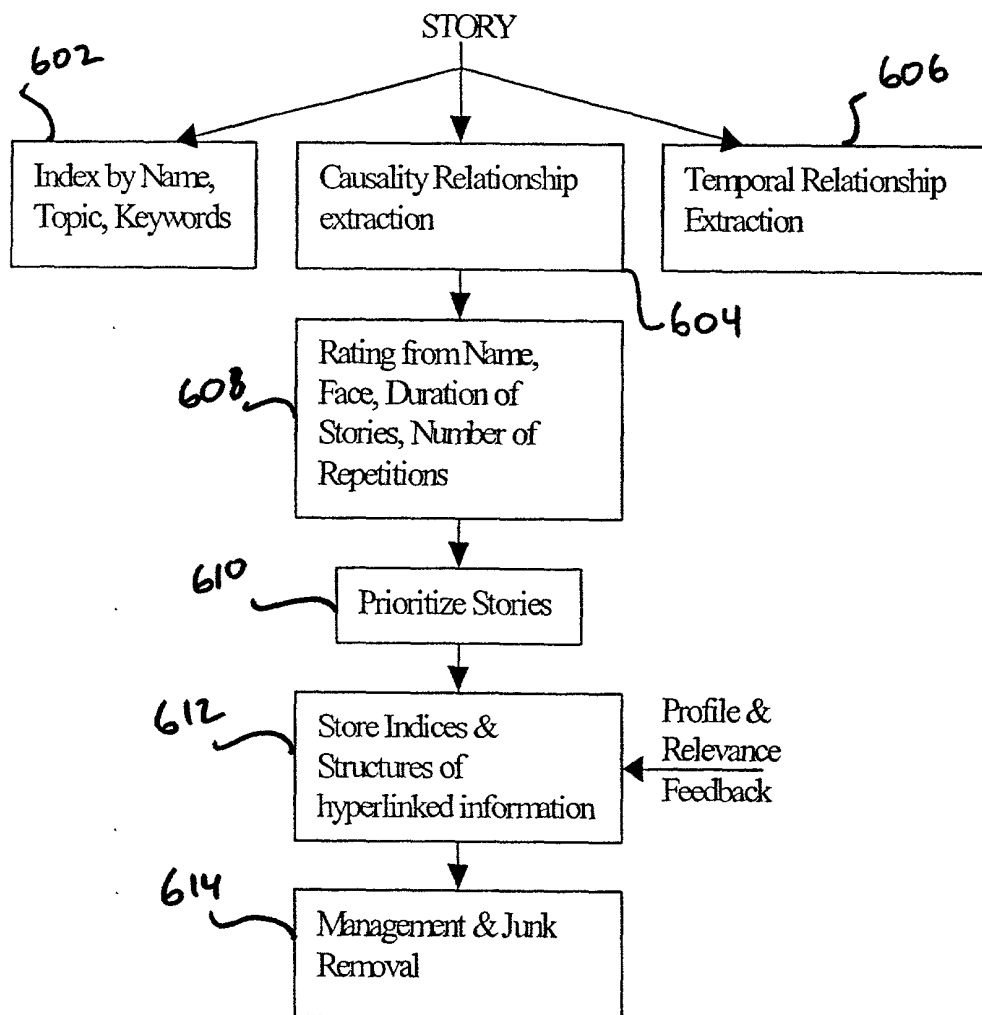 STORY
602
606
Index by Name,
Topic, Keywords
Causality Relationship
extraction
Temporal Relationship
Extraction
604
608
Rating from Name,
Face, Duration of
Stories, Number of
Repetitions
610
Prioritize Stories
612
Store Indices &
Structures of
hyperlinked information
Profile &
Relevance
Feedback
614
Management & Junk
Removal